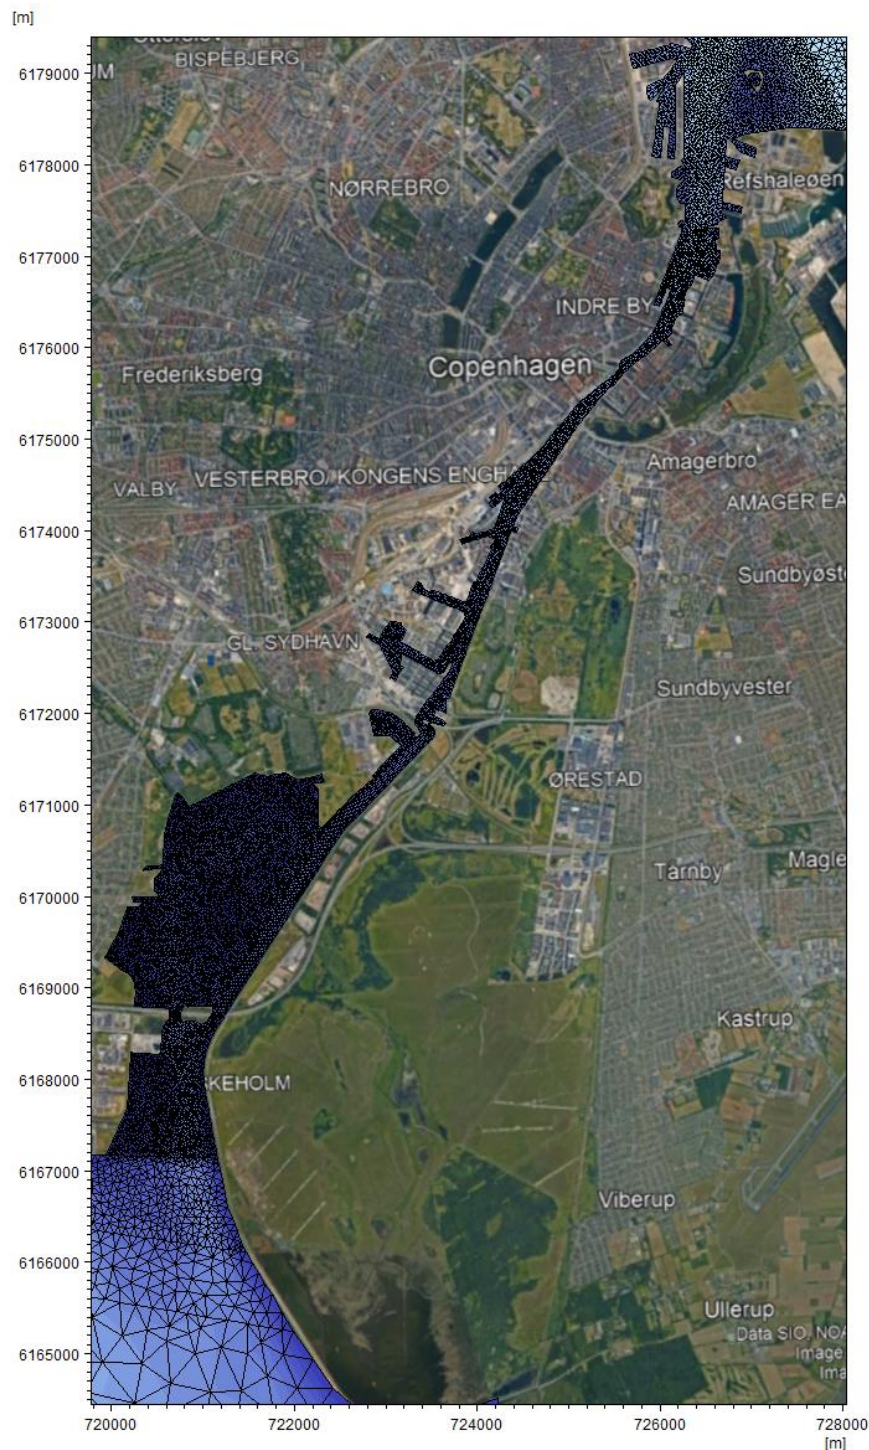 [m]
6179000
UM
BISPEBJERG
6178000
NØRREBRO
Refshaleøen
6177000
INDRE BY
6176000
Copenhagen
Frederiksberg
6175000
Amagerbro
VALBY
VESTERBRO/KONGENS ENGHA
AMAGER EA
6174000
Sundbyøst
6173000
GL. SYDHAVN
Sundbyvester
6172000
ØRESTAD
6171000
Tårnby
Magle
6170000
6169000
Kastrup
6168000
KEHOLM
6167000
Viberup
6166000
Ullerup
Data SIO, NOA
6165000
Image
Ima
720000 722000 724000 726000 728000
[m]